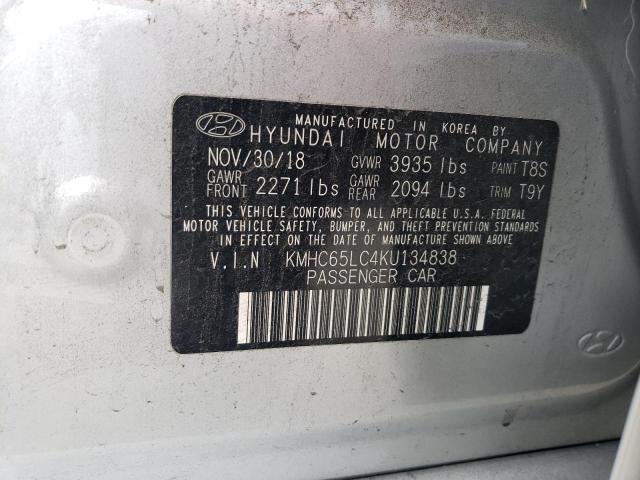 MANUFACTURED IN KOREA BY
HYUNDAI MOTOR COMPANY
NOV/30/18 GVWR 3935 lbs PAINT T8S
GAWR FRONT 2271 lbs GAWR REAR 2094 lbs TRIM T9Y
THIS VEHICLE CONFORMS TO ALL APPLICABLE U.S.A. FEDERAL
MOTOR VEHICLE SAFETY, BUMPER, AND THEFT PREVENTION STANDARDS
IN EFFECT ON THE DATE OF MANUFACTURE SHOWN ABOVE.
V.I.N KMHC65LC4KU134838
PASSENGER CAR